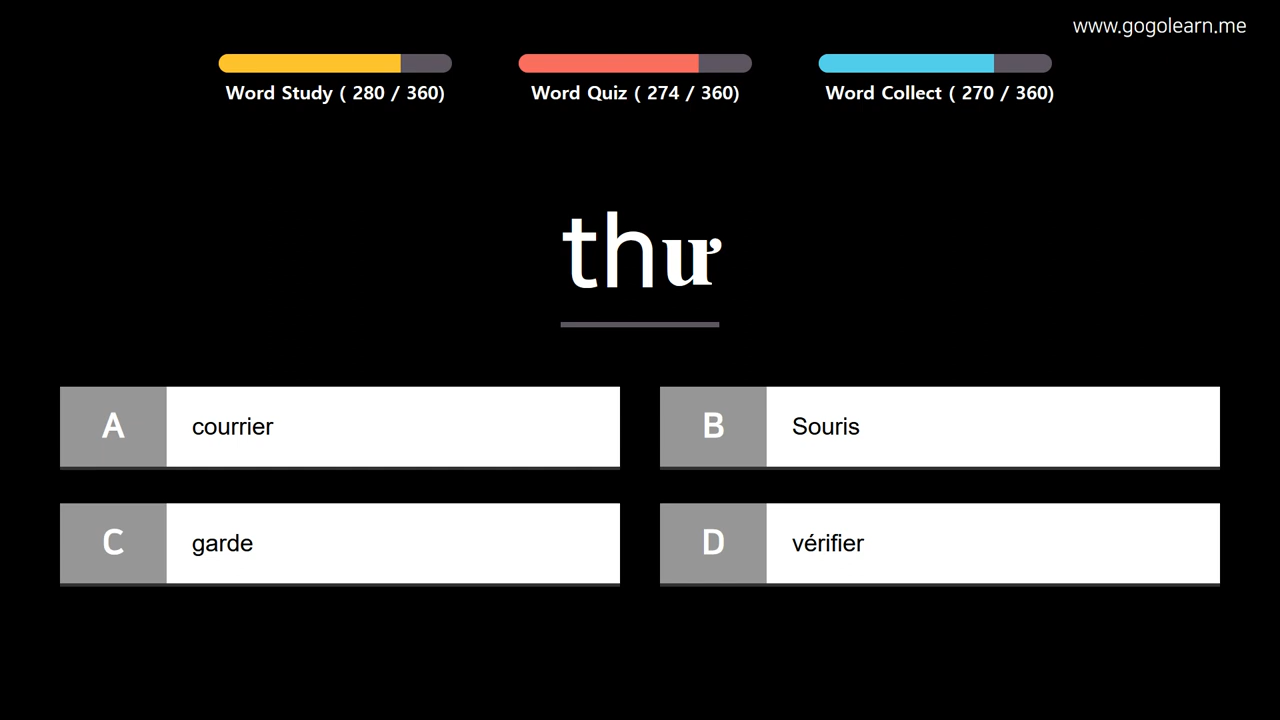 www.gogolearn.me
Word Study ( 280 / 360)
Word Quiz ( 274 / 360)
Word Collect ( 270 / 360)
thư
A courrier
B Souris
C garde
D vérifier